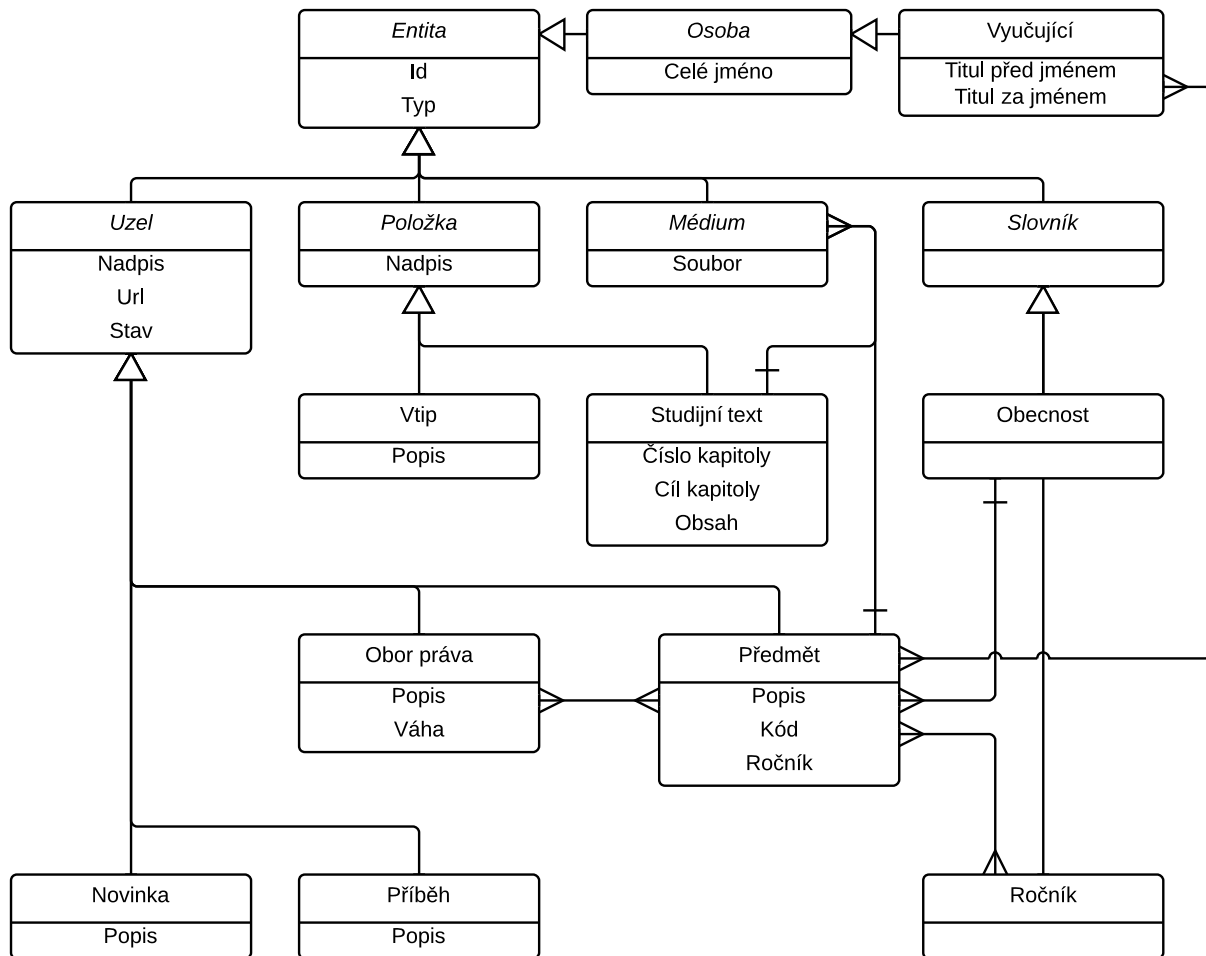 Entita
Id
Typ
Osoba
Celé jméno
Vyučující
Titul před jménem
Titul za jménem
Uzel
Nadpis
Url
Stav
Položka
Nadpis
Médium
Soubor
Slovník
Vtip
Popis
Studijní text
Číslo kapitoly
Cíl kapitoly
Obsah
Obecnost
Obor práva
Popis
Váha
Předmět
Popis
Kód
Ročník
Novinka
Popis
Příběh
Popis
Ročník